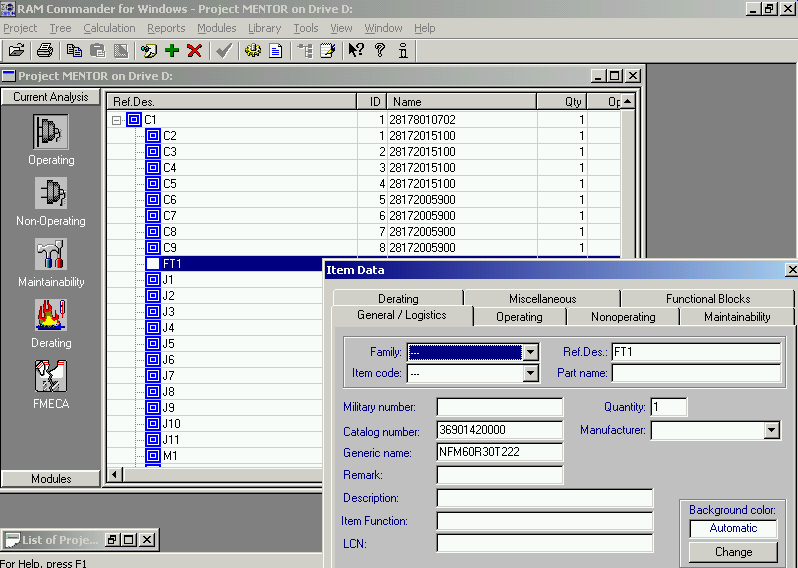 RAM Commander for Windows - Project MENTOR on Drive D:
Project Tree Calculation Reports Modules Library Tools View Window Help
Project MENTOR on Drive D:
Current Analysis
Operating
Non-Operating
Maintainability
Derating
FMECA
Modules
Ref.Des. ID Name Qty
C1 1 28178010702 1
C2 1 28172015100 1
C3 2 28172015100 1
C4 3 28172015100 1
C5 4 28172015100 1
C6 5 28172005900 1
C7 6 28172005900 1
C8 7 28172005900 1
C9 8 28172005900 1
FT1
J1
J2
J3
J4
J5
J6
J7
J8
J9
J10
J11
M1
Item Data
Derating Miscellaneous Functional Blocks
General / Logistics Operating Nonoperating Maintainability
Family: --- Ref.Des.: FT1
Item code: --- Part name:
Military number: Quantity: 1
Catalog number: 36901420000 Manufacturer:
Generic name: NFM60R30T222
Remark:
Description:
Item Function:
LCN:
Background color:
Automatic
Change
List of Proje...
For Help, press F1